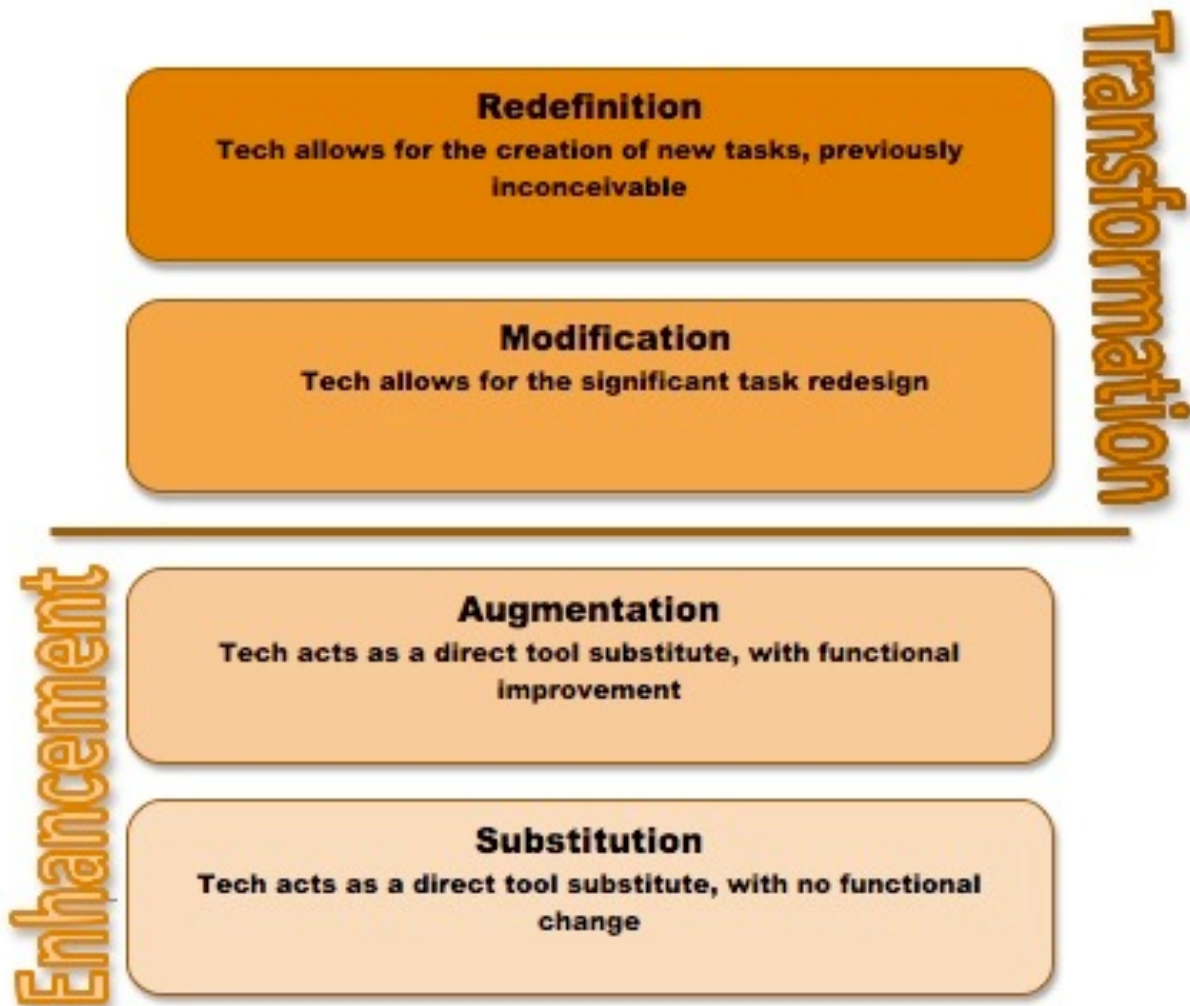 Transformation
Redefinition
Tech allows for the creation of new tasks, previously
inconceivable
Modification
Tech allows for the significant task redesign
Enhancement
Augmentation
Tech acts as a direct tool substitute, with functional
improvement
Substitution
Tech acts as a direct tool substitute, with no functional
change